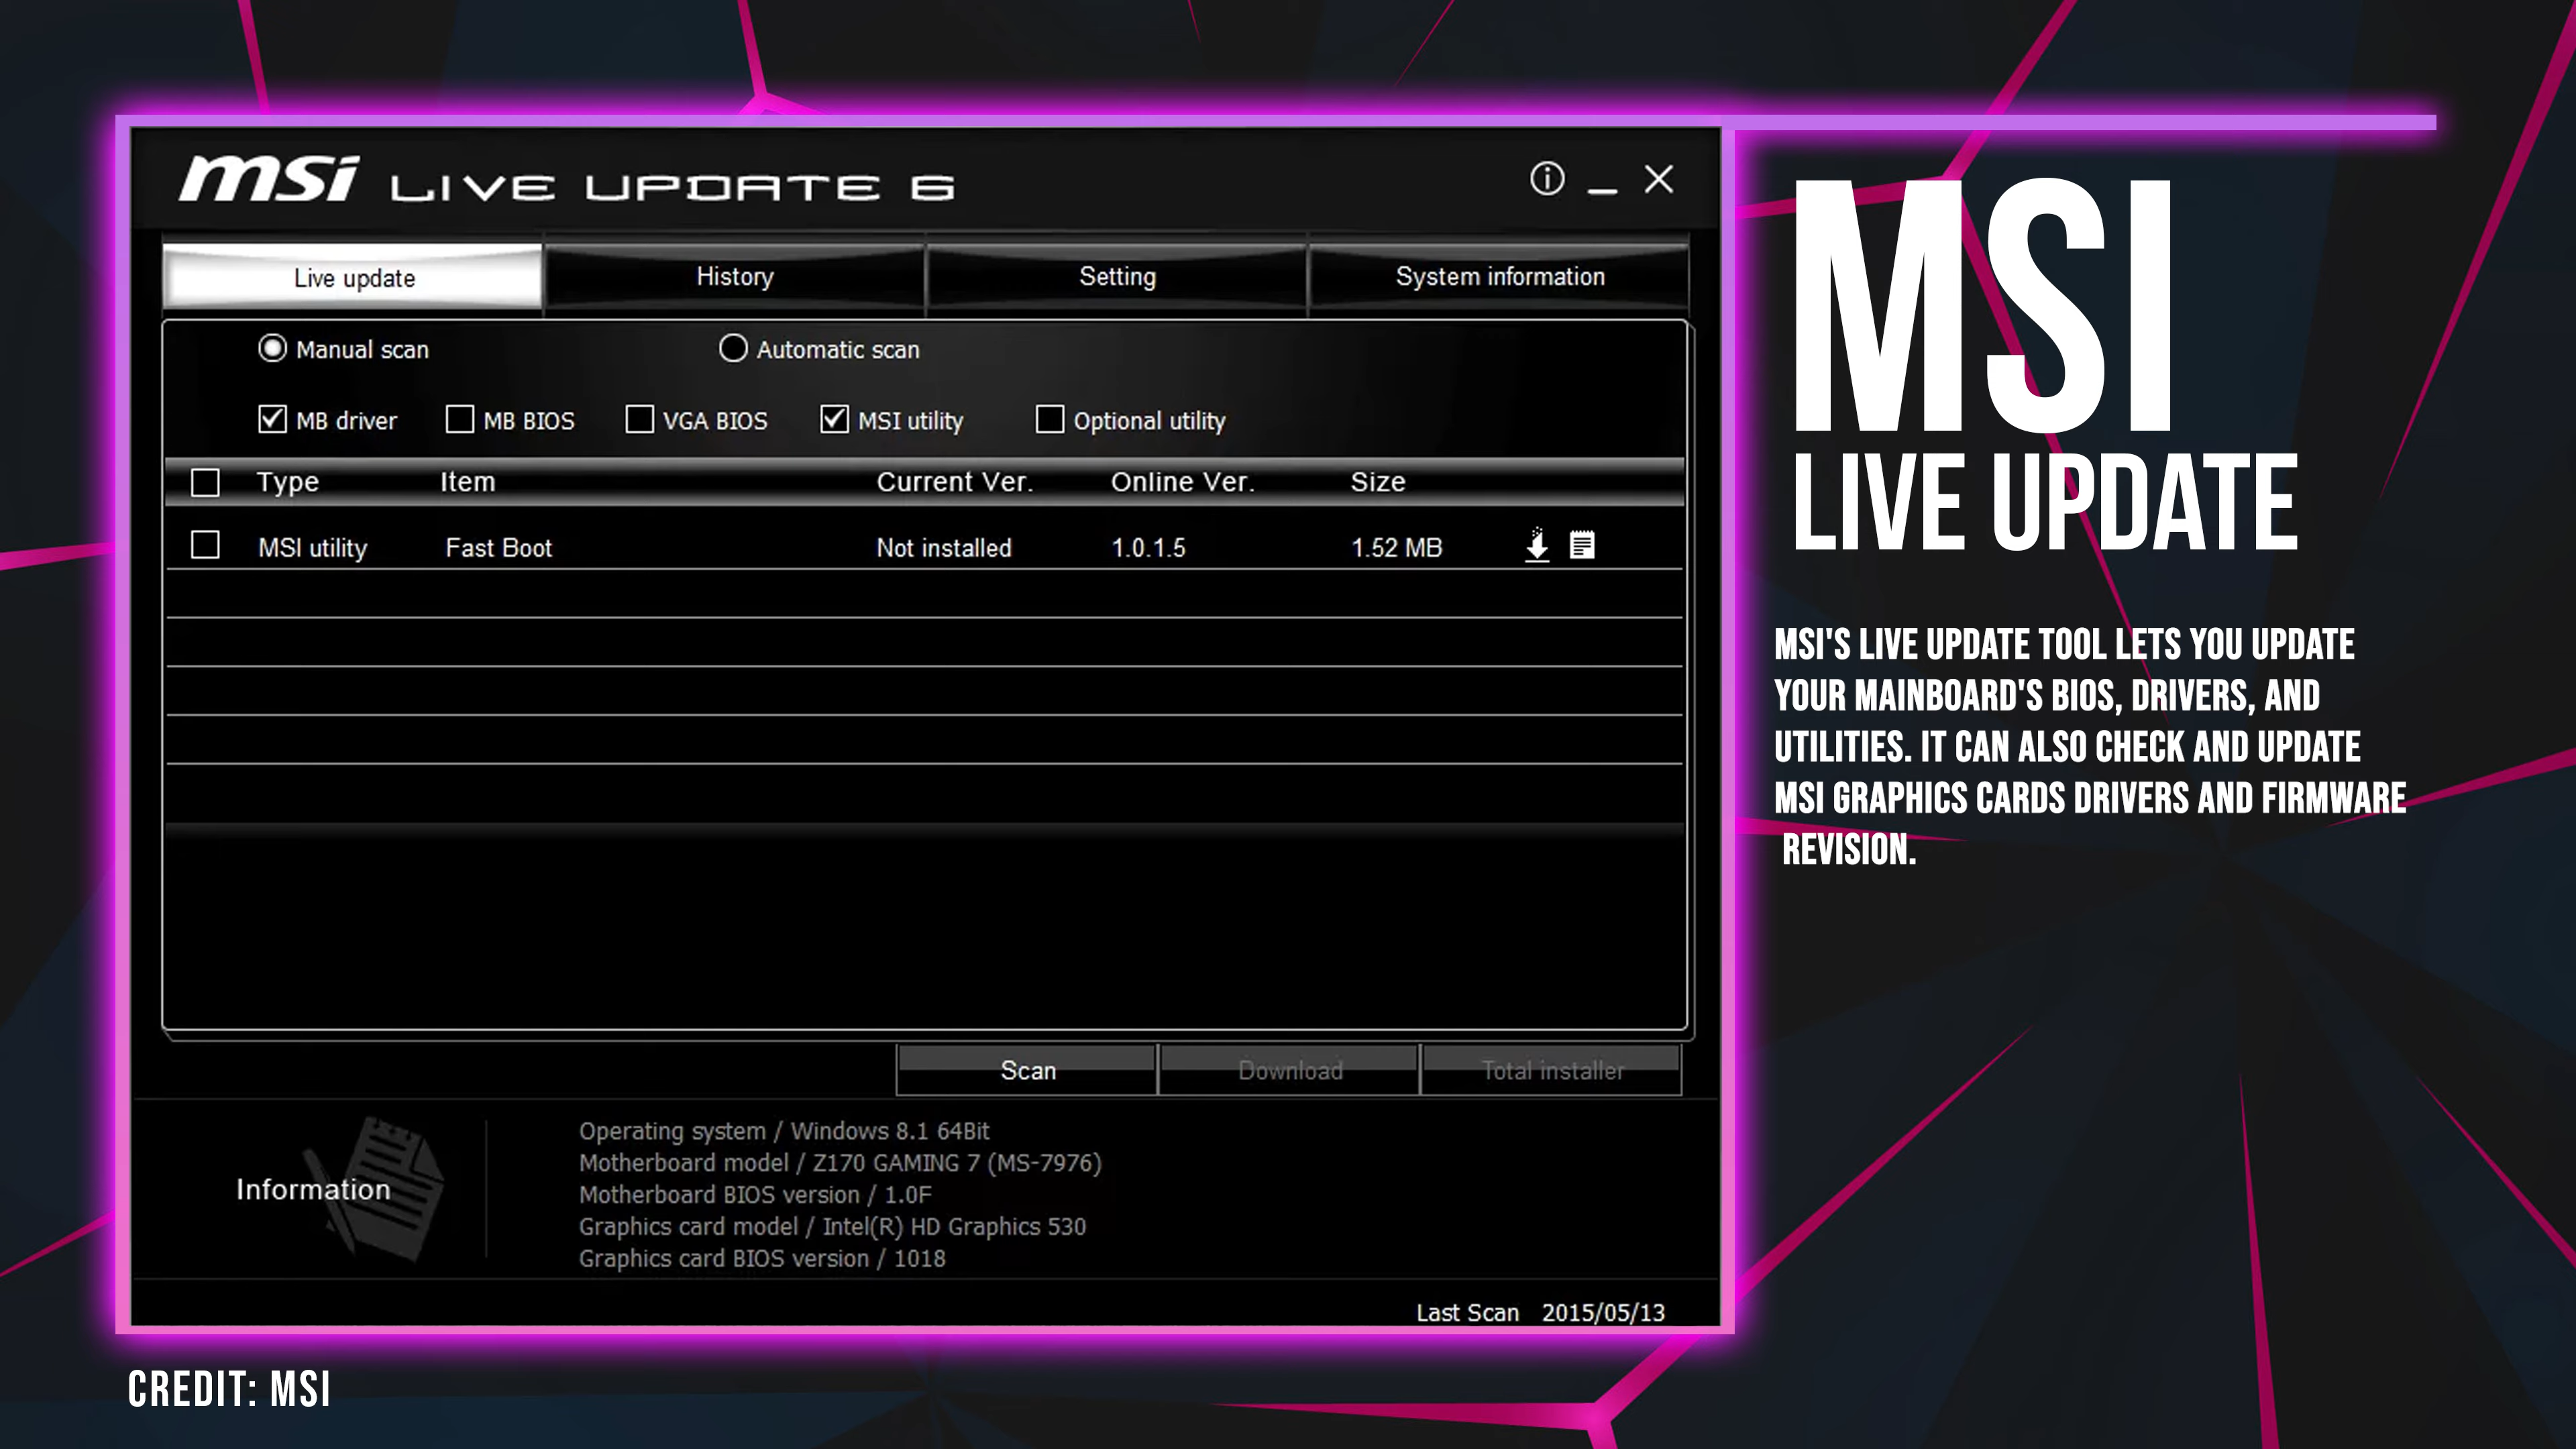 msi LIVE UPDATE 6
Live update History Setting System information
Manual scan Automatic scan
MB driver MB BIOS VGA BIOS MSI utility Optional utility
Type Item Current Ver. Online Ver. Size
MSI utility Fast Boot Not installed 1.0.1.5 1.52 MB
Scan Download Total installer
Information
Operating system / Windows 8.1 64Bit
Motherboard model / Z170 GAMING 7 (MS-7976)
Motherboard BIOS version / 1.0F
Graphics card model / Intel(R) HD Graphics 530
Graphics card BIOS version / 1018
Last Scan 2015/05/13
CREDIT: MSI
MSI
LIVE UPDATE
MSI'S LIVE UPDATE TOOL LETS YOU UPDATE
YOUR MAINBOARD'S BIOS, DRIVERS, AND
UTILITIES. IT CAN ALSO CHECK AND UPDATE
MSI GRAPHICS CARDS DRIVERS AND FIRMWARE
REVISION.